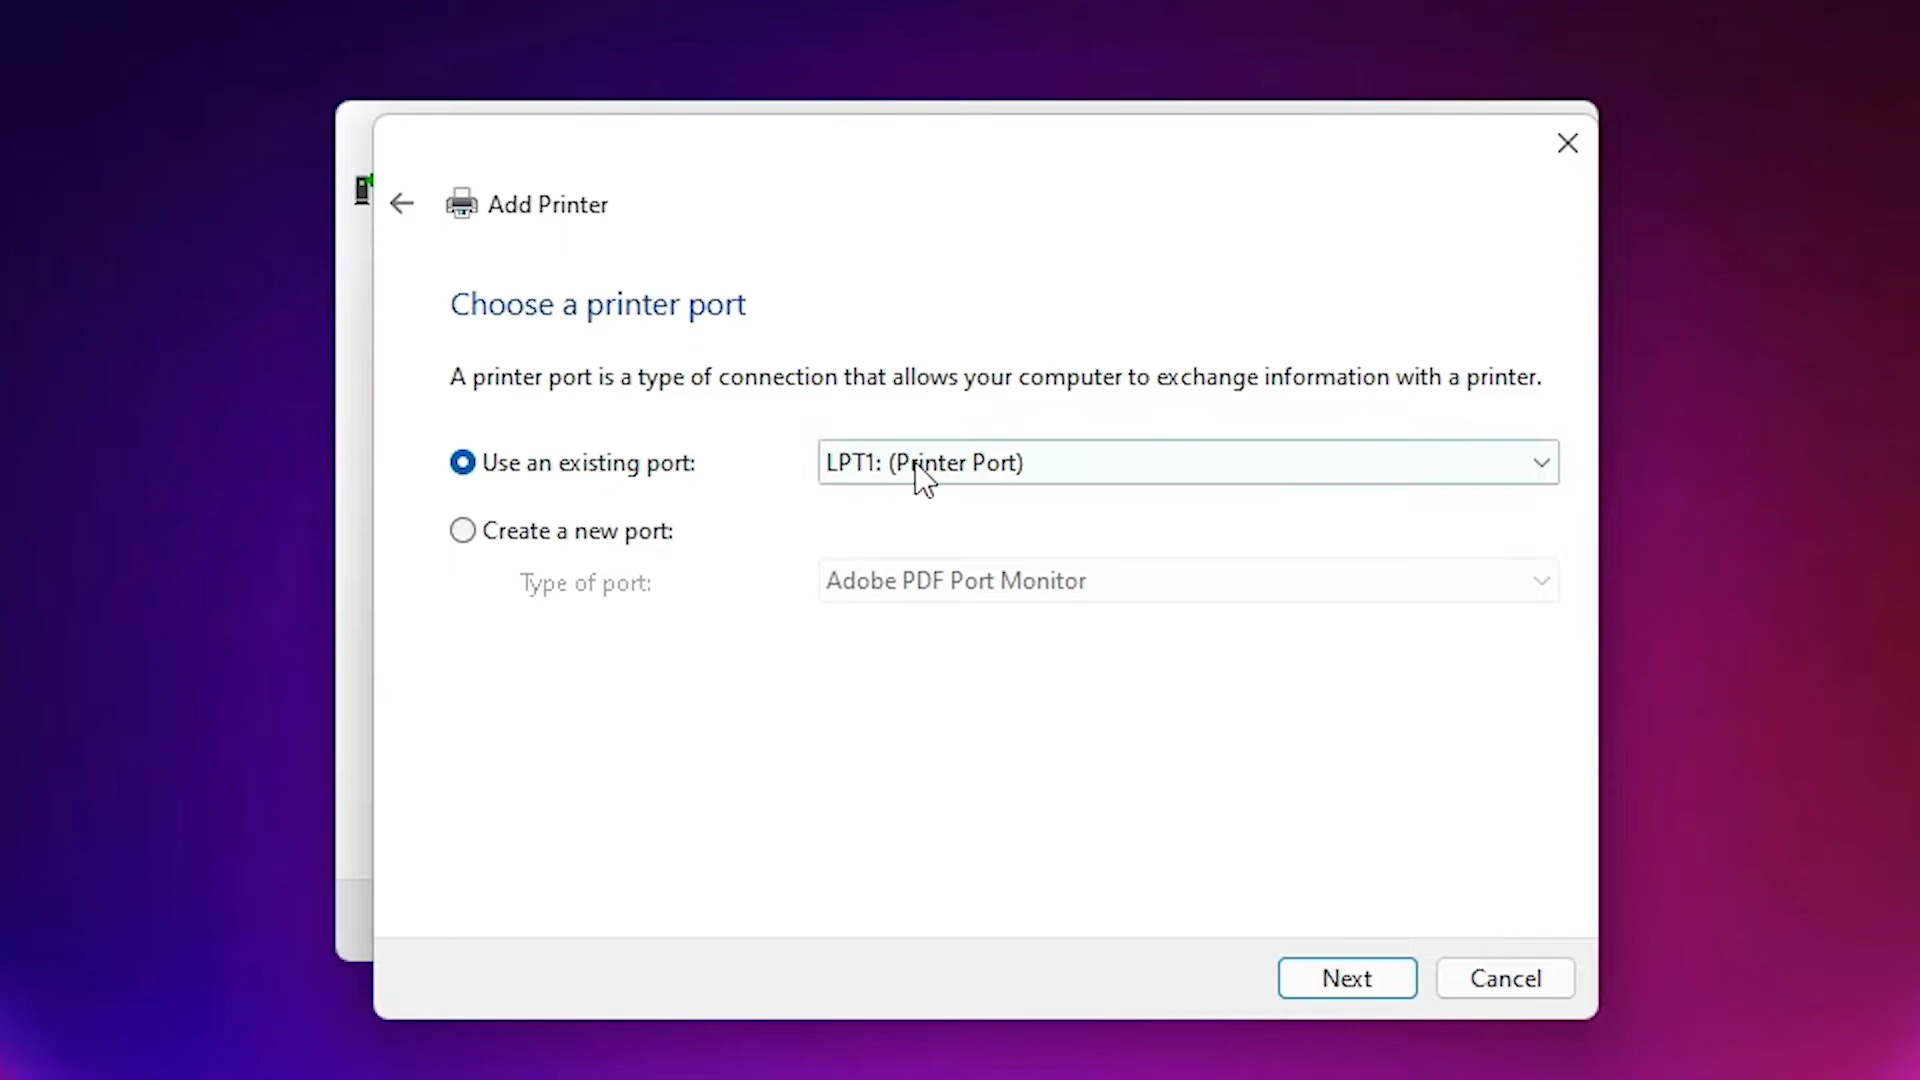 Add Printer
Choose a printer port
A printer port is a type of connection that allows your computer to exchange information with a printer.
Use an existing port:
LPT1: (Printer Port)
Create a new port:
Type of port:
Adobe PDF Port Monitor
Next
Cancel